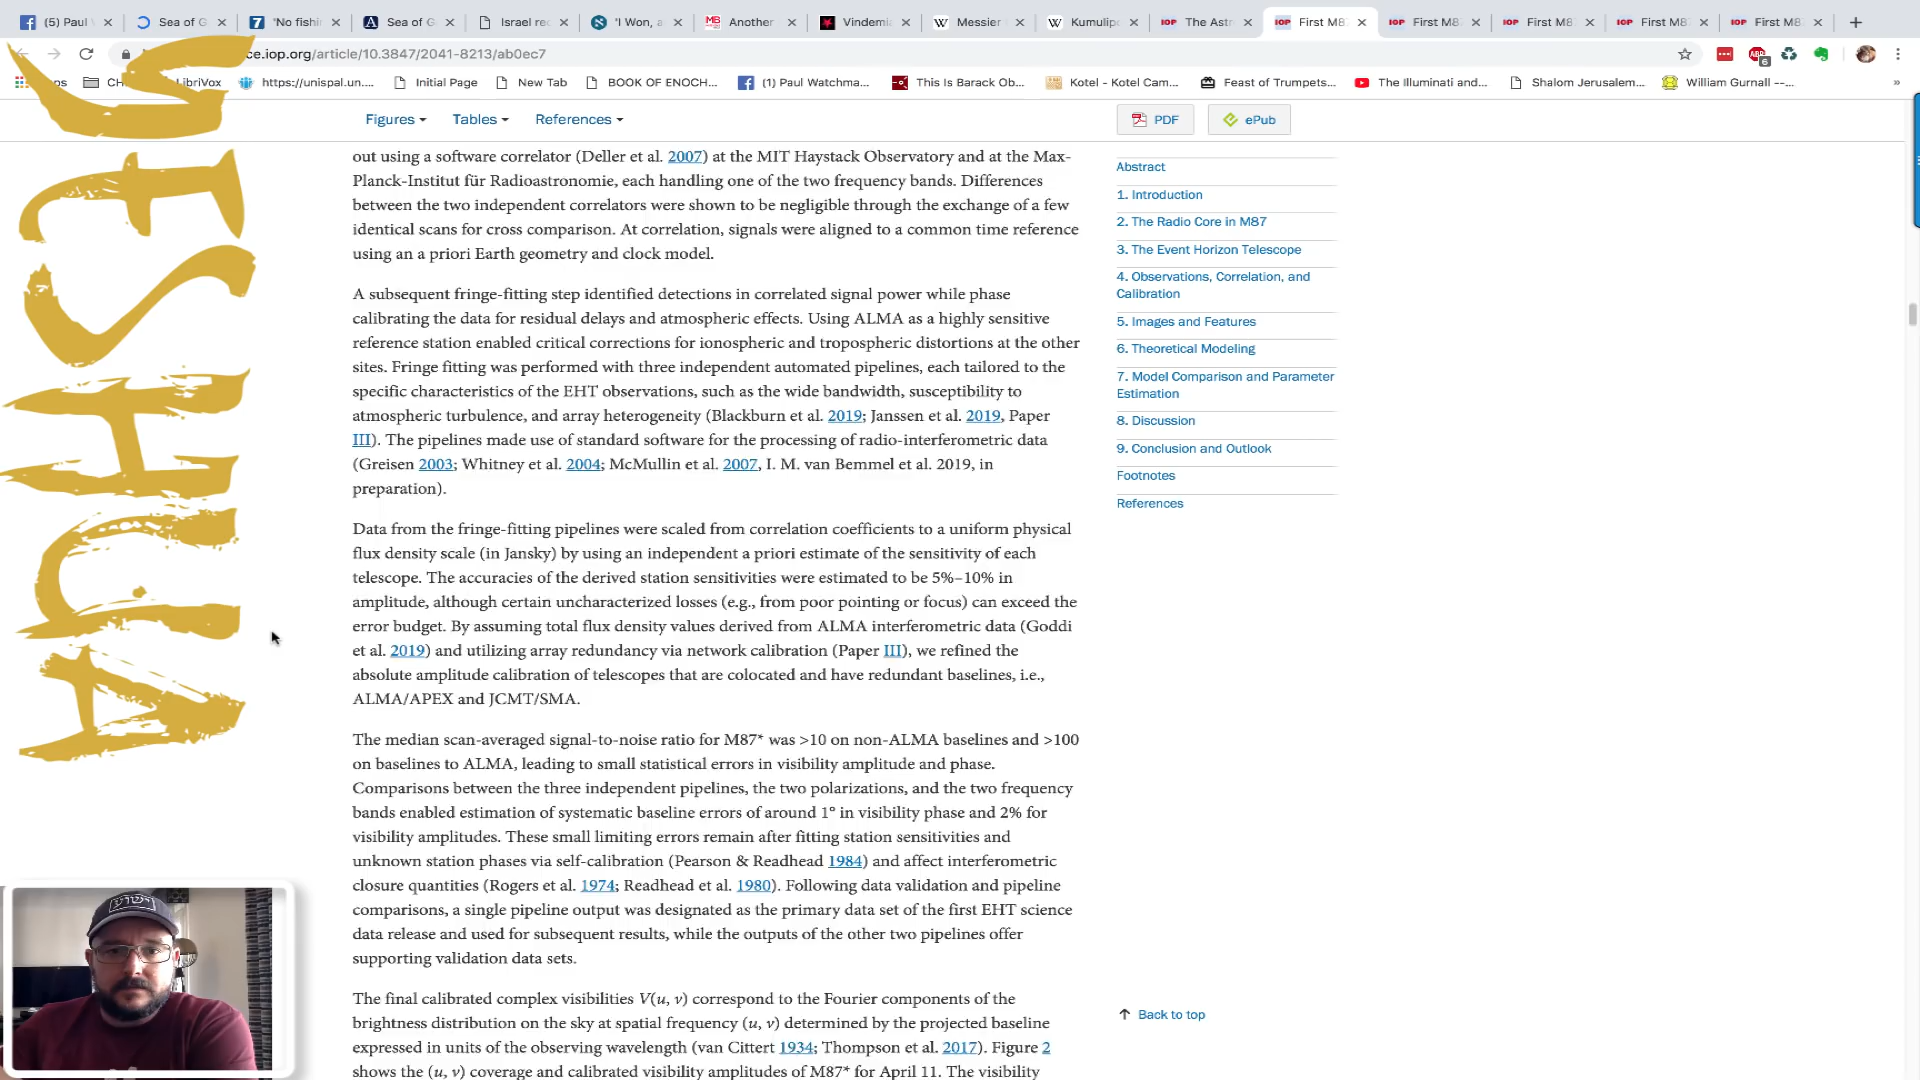 (5) Paul W
Sea of G
'No fishi
Sea of G
Israel re
'I Won, a
Another
Vindemia
Messier
Kumulip
The Astr
First M8
First M8
First M8
First M8
First M8
ce.iop.org/article/10.3847/2041-8213/ab0ec7
ps
CH
LibriVox
https://unispal.un....
Initial Page
New Tab
BOOK OF ENOCH...
(1) Paul Watchma...
This Is Barack Ob...
Kotel - Kotel Cam...
Feast of Trumpets...
The Illuminati and...
Shalom Jerusalem...
William Gurnall --...
»
YESHUA
Figures
Tables
References
PDF
ePub
out using a software correlator (Deller et al. 2007) at the MIT Haystack Observatory and at the Max-
Planck-Institut für Radioastronomie, each handling one of the two frequency bands. Differences
between the two independent correlators were shown to be negligible through the exchange of a few
identical scans for cross comparison. At correlation, signals were aligned to a common time reference
using an a priori Earth geometry and clock model.
A subsequent fringe-fitting step identified detections in correlated signal power while phase
calibrating the data for residual delays and atmospheric effects. Using ALMA as a highly sensitive
reference station enabled critical corrections for ionospheric and tropospheric distortions at the other
sites. Fringe fitting was performed with three independent automated pipelines, each tailored to the
specific characteristics of the EHT observations, such as the wide bandwidth, susceptibility to
atmospheric turbulence, and array heterogeneity (Blackburn et al. 2019; Janssen et al. 2019, Paper
III). The pipelines made use of standard software for the processing of radio-interferometric data
(Greisen 2003; Whitney et al. 2004; McMullin et al. 2007, I. M. van Bemmel et al. 2019, in
preparation).
Data from the fringe-fitting pipelines were scaled from correlation coefficients to a uniform physical
flux density scale (in Jansky) by using an independent a priori estimate of the sensitivity of each
telescope. The accuracies of the derived station sensitivities were estimated to be 5%–10% in
amplitude, although certain uncharacterized losses (e.g., from poor pointing or focus) can exceed the
error budget. By assuming total flux density values derived from ALMA interferometric data (Goddi
et al. 2019) and utilizing array redundancy via network calibration (Paper III), we refined the
absolute amplitude calibration of telescopes that are colocated and have redundant baselines, i.e.,
ALMA/APEX and JCMT/SMA.
The median scan-averaged signal-to-noise ratio for M87* was >10 on non-ALMA baselines and >100
on baselines to ALMA, leading to small statistical errors in visibility amplitude and phase.
Comparisons between the three independent pipelines, the two polarizations, and the two frequency
bands enabled estimation of systematic baseline errors of around 1° in visibility phase and 2% for
visibility amplitudes. These small limiting errors remain after fitting station sensitivities and
unknown station phases via self-calibration (Pearson & Readhead 1984) and affect interferometric
closure quantities (Rogers et al. 1974; Readhead et al. 1980). Following data validation and pipeline
comparisons, a single pipeline output was designated as the primary data set of the first EHT science
data release and used for subsequent results, while the outputs of the other two pipelines offer
supporting validation data sets.
The final calibrated complex visibilities V(u, v) correspond to the Fourier components of the
brightness distribution on the sky at spatial frequency (u, v) determined by the projected baseline
expressed in units of the observing wavelength (van Cittert 1934; Thompson et al. 2017). Figure 2
shows the (u, v) coverage and calibrated visibility amplitudes of M87* for April 11. The visibility
Abstract
1. Introduction
2. The Radio Core in M87
3. The Event Horizon Telescope
4. Observations, Correlation, and
Calibration
5. Images and Features
6. Theoretical Modeling
7. Model Comparison and Parameter
Estimation
8. Discussion
9. Conclusion and Outlook
Footnotes
References
Back to top
ישוע